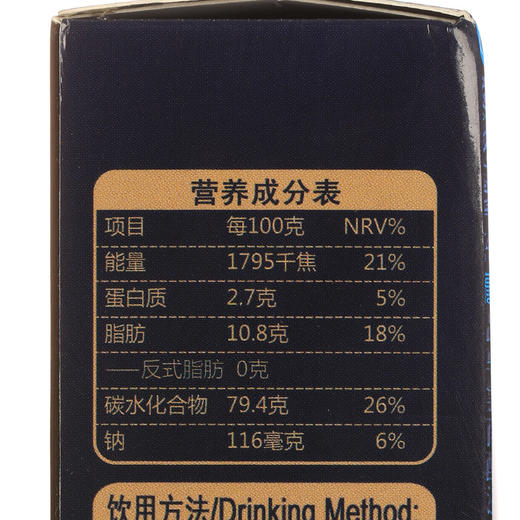 营养成分表
项目 每100克 NRV%
能量 1795千焦 21%
蛋白质 2.7克 5%
脂肪 10.8克 18%
——反式脂肪 0克
碳水化合物 79.4克 26%
钠 116毫克 6%
饮用方法/Drinking Method: